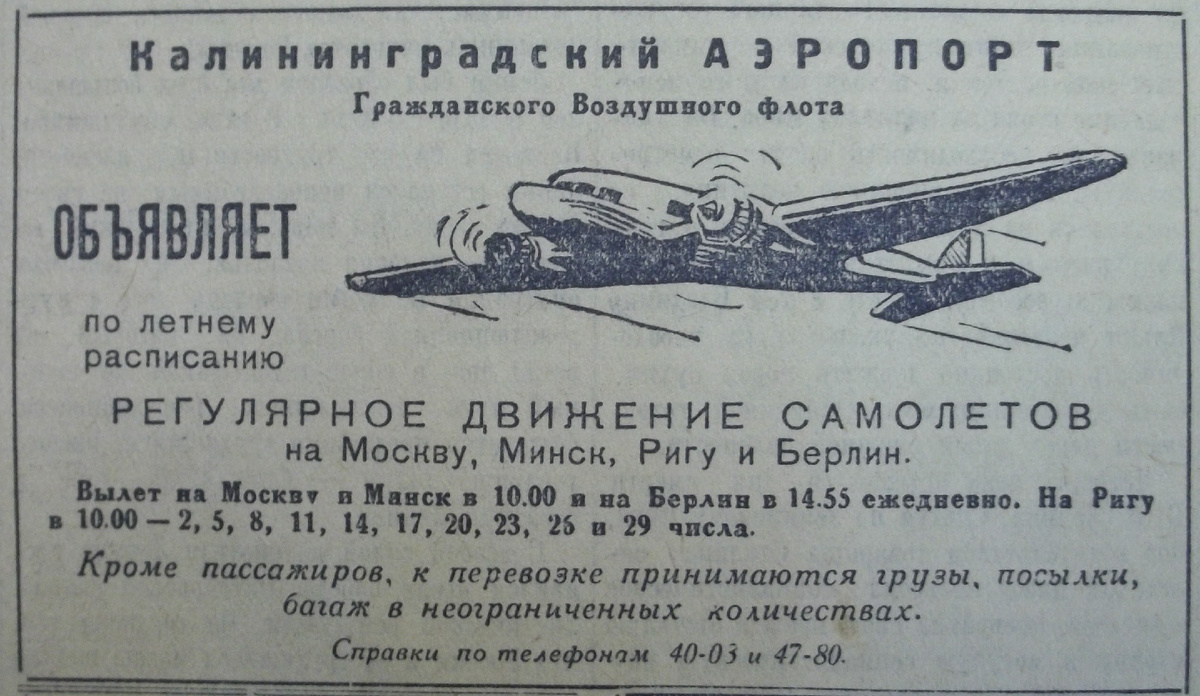 Калининградский АЭРОПОРТ
Гражданского Воздушного флота
ОБЪЯВЛЯЕТ
по летнему
расписанию
РЕГУЛЯРНОЕ ДВИЖЕНИЕ САМОЛЕТОВ
на Москву, Минск, Ригу и Берлин.
Вылет на Москву и Минск в 10.00 и на Берлин в 14.55 ежедневно. На Ригу
в 10.00 — 2, 5, 8, 11, 14, 17, 20, 23, 26 и 29 числа.
Кроме пассажиров, к перевозке принимаются грузы, посылки,
багаж в неограниченных количествах.
Справки по телефонам 40-03 и 47-80.